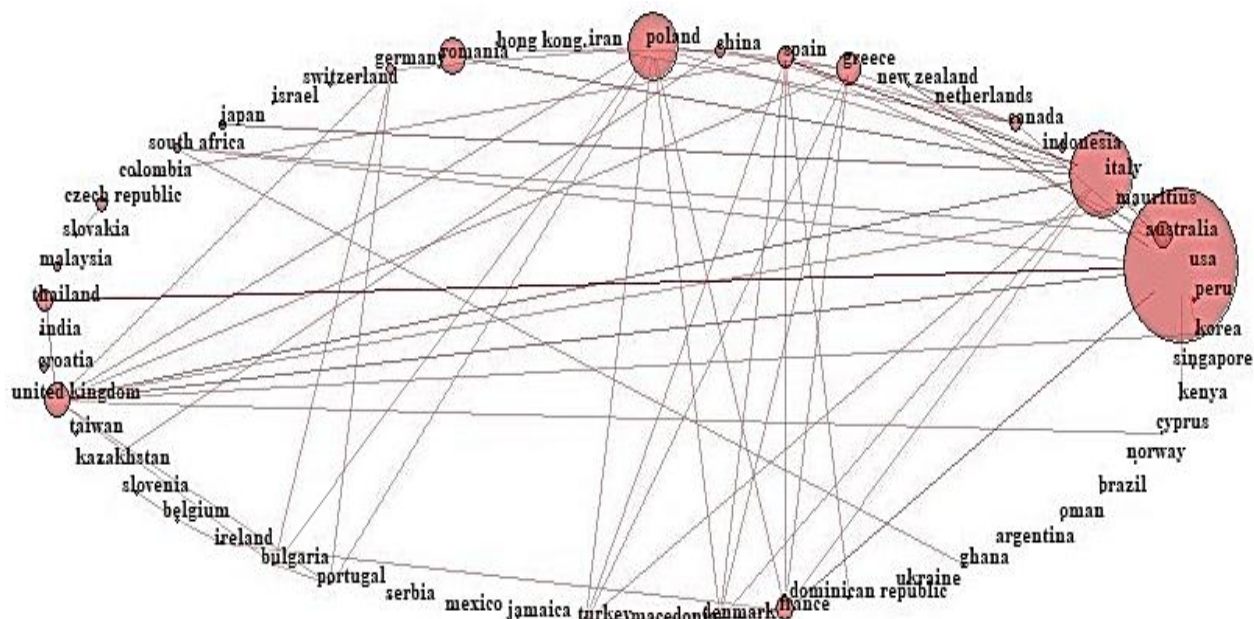 poland
china
hong kong
iran
spain
romania
germany
greece
switzerland
new zealand
israel
netherlands
japan
canada
south africa
indonesia
colombia
italy
czech republic
mauritius
slovakia
australia
malaysia
usa
thailand
peru
india
korea
croatia
singapore
united kingdom
kenya
taiwan
cyprus
kazakhstan
norway
slovenia
brazil
belgium
oman
ireland
argentina
bulgaria
ghana
portugal
ukraine
serbia
dominican republic
mexico
jamaica
turkey
denmark
france